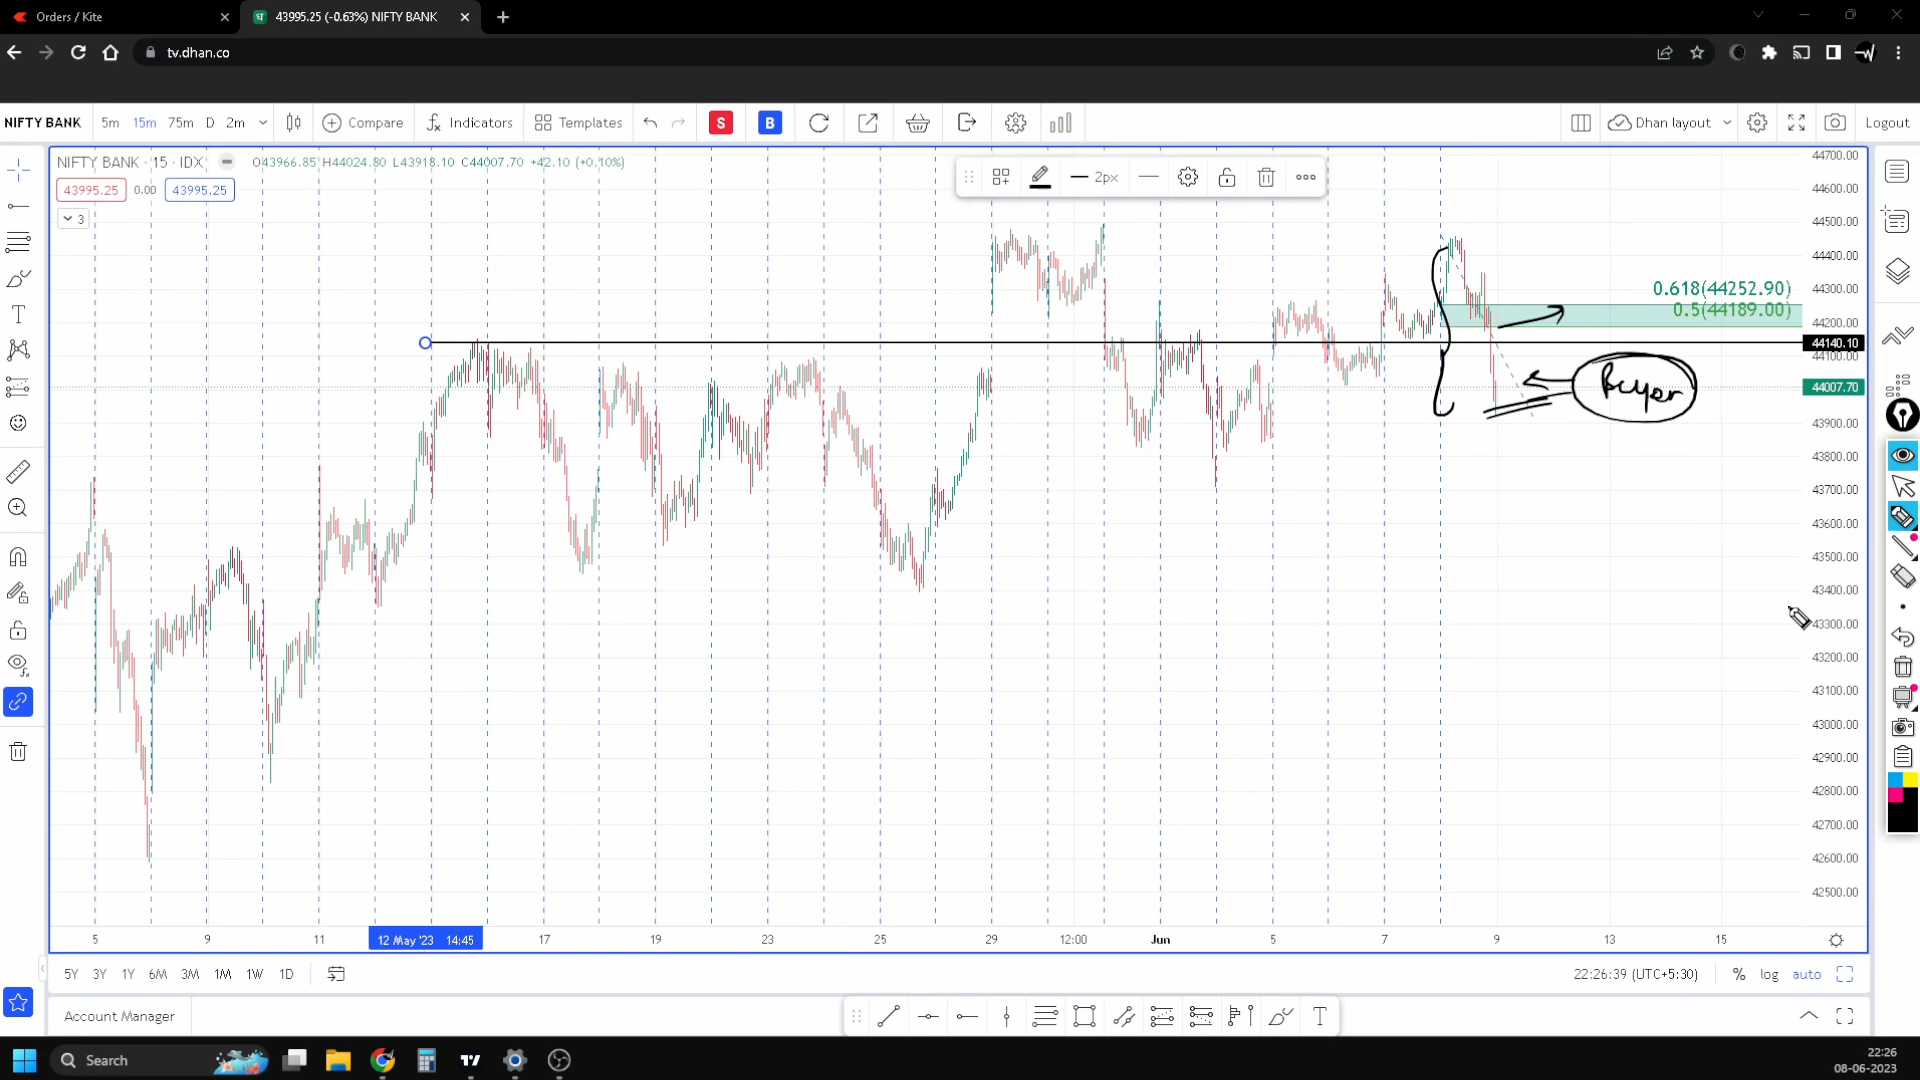 Orders / Kite
43995.25 (-0.63%) NIFTY BANK
tv.dhan.co
NIFTY BANK 5m 15m 75m D 2m Compare Indicators Templates S B Dhan layout Logout
NIFTY BANK · 15 · IDX O43966.85 H44024.80 L43918.10 C44007.70 +42.10 (+0.10%)
43995.25 0.00 43995.25
3
2px
44700.00
44600.00
44500.00
44400.00
44300.00
44200.00
44140.10
44100.00
44007.70
43900.00
43800.00
43700.00
43600.00
43500.00
43400.00
43300.00
43200.00
43100.00
43000.00
42900.00
42800.00
42700.00
42600.00
42500.00
0.618(44252.90)
0.5(44189.00)
Buyer
5 9 11 12 May '23 14:45 17 19 23 25 29 12:00 Jun 5 7 9 13 15
5Y 3Y 1Y 6M 3M 1M 1W 1D 22:26:39 (UTC+5:30) % log auto
Account Manager
Search
22:26
08-06-2023